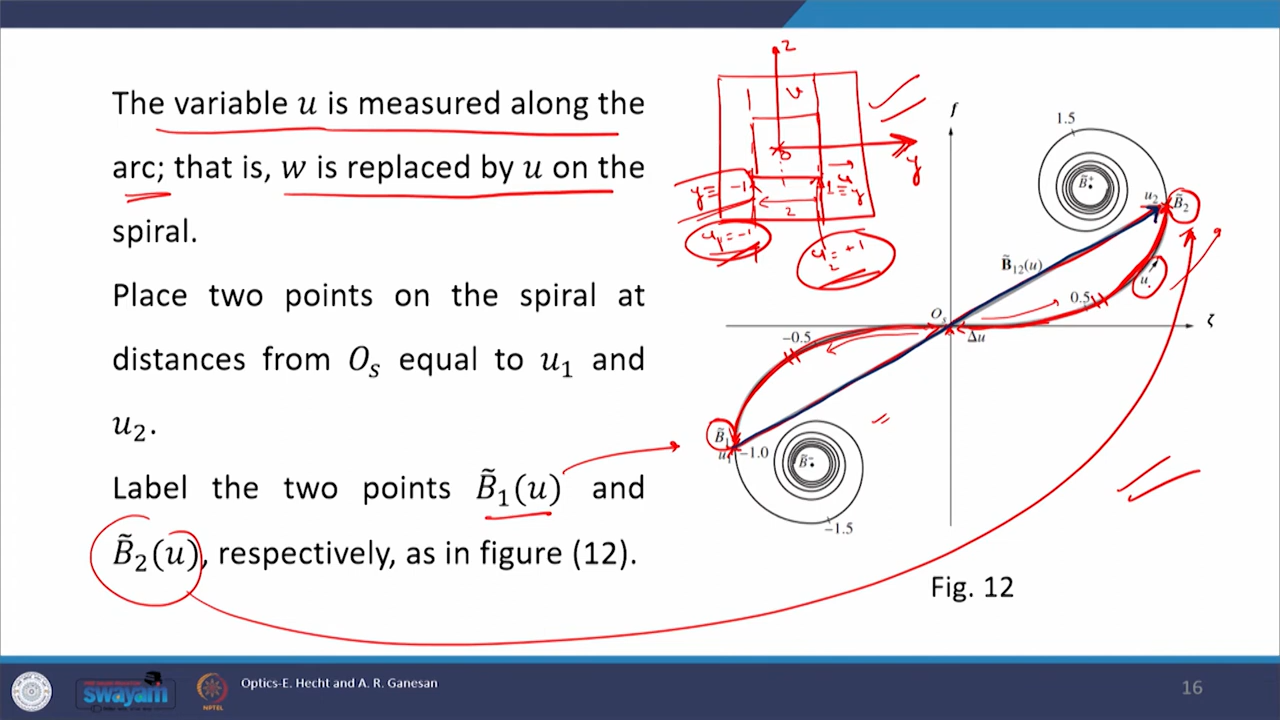 The variable u is measured along the
arc; that is, w is replaced by u on the
spiral.
Place two points on the spiral at
distances from Oₛ equal to u₁ and
u₂.
Label the two points B̃₁(u) and
B̃₂(u), respectively, as in figure (12).
z
y
y = -1
1 = y
2
u₁ = -1
u₂ = +1
f
1.5
B̃⁺
u₂
B̃₂
B̃₁₂(u)
u
0.5
Oₛ
Δu
ζ
-0.5
B̃₁
u₁
-1.0
B̃⁻
-1.5
Fig. 12
swayam
NPTEL
Optics-E. Hecht and A. R. Ganesan
16